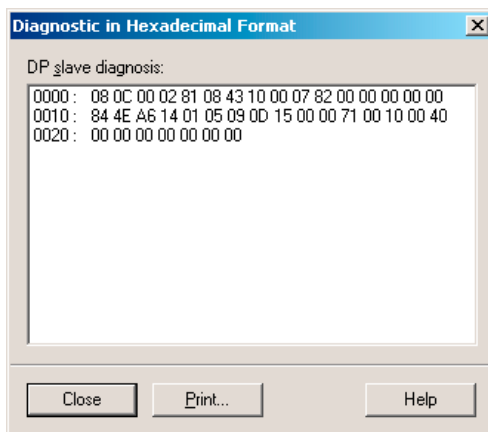 Diagnostic in Hexadecimal Format
DP slave diagnosis:
0000 : 08 0C 00 02 81 08 43 10 00 07 82 00 00 00 00 00
0010 : 84 4E A6 14 01 05 09 0D 15 00 00 71 00 10 00 40
0020 : 00 00 00 00 00 00 00 00
Close Print... Help